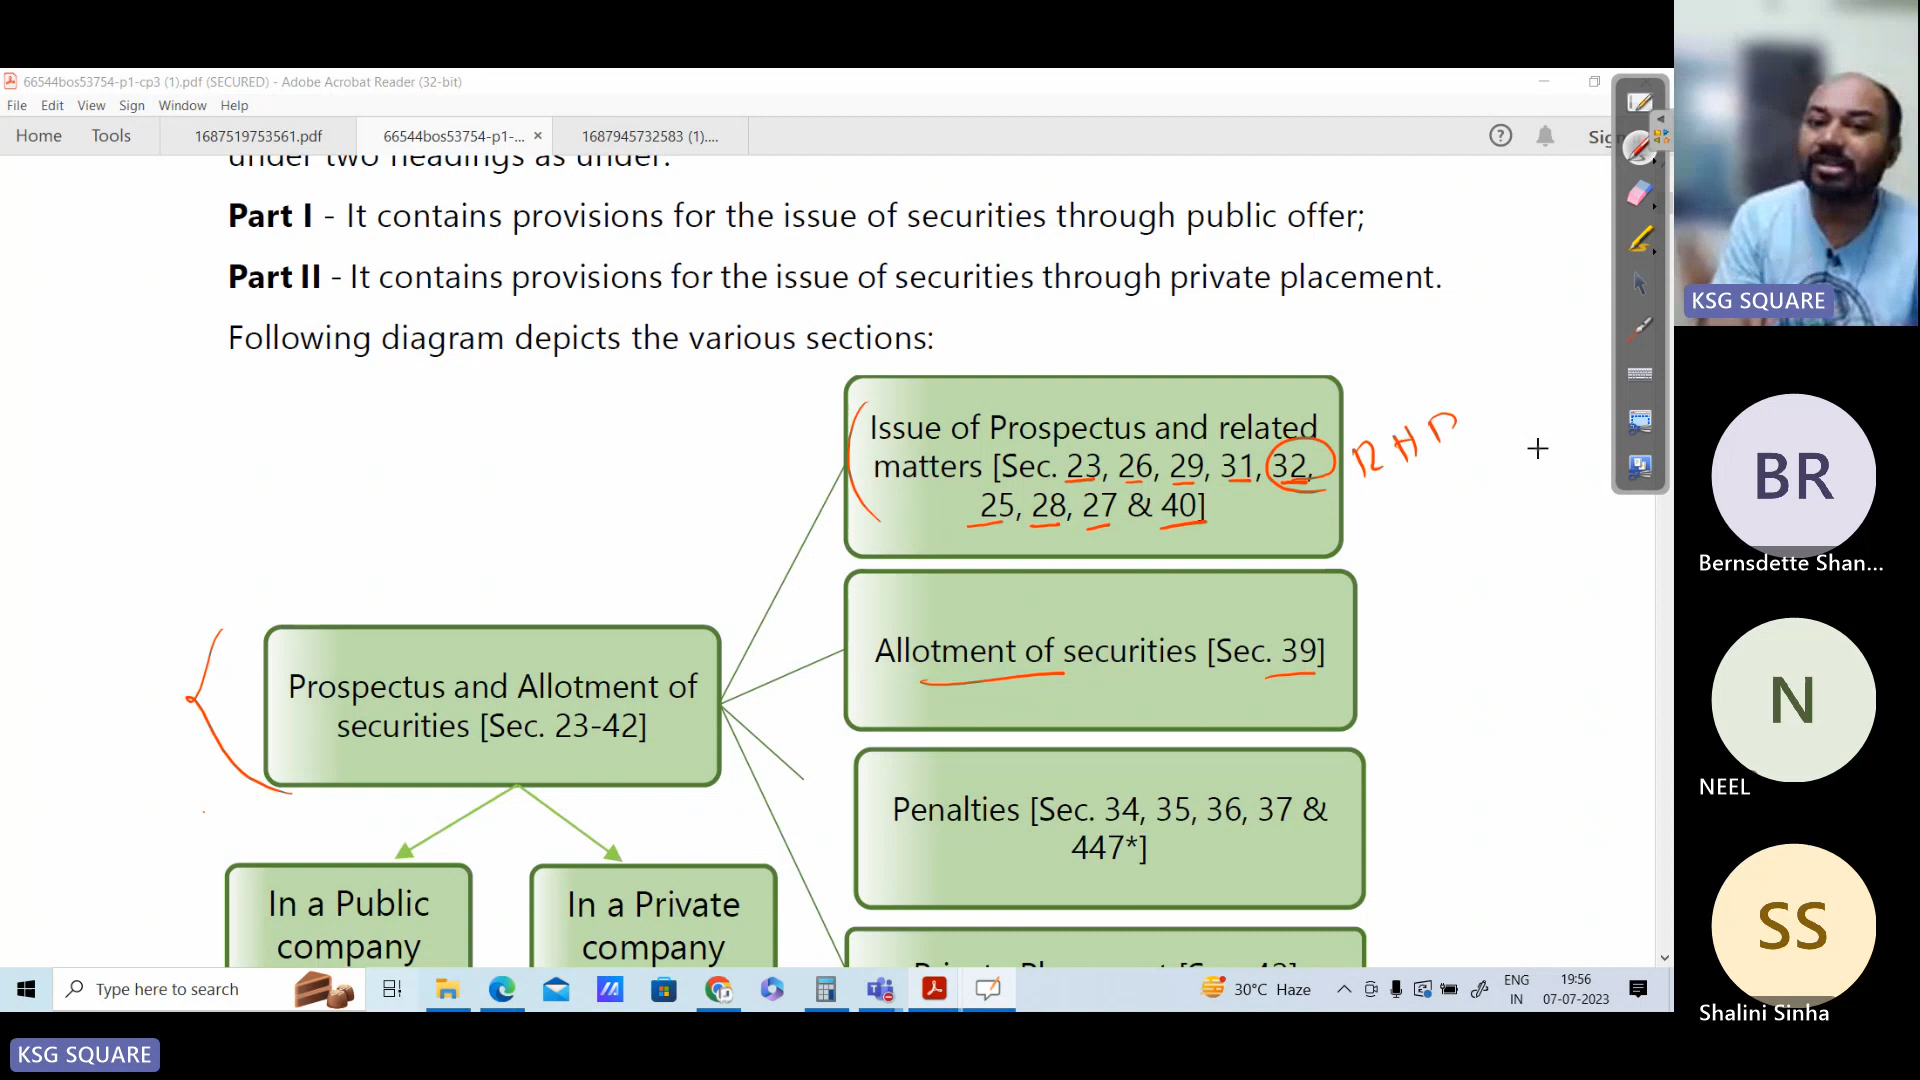 66544bos53754-p1-cp3 (1).pdf (SECURED) - Adobe Acrobat Reader (32-bit)
File Edit View Sign Window Help
Home Tools 1687519753561.pdf 66544bos53754-p1-... 1687945732583 (1)....
under two headings as under:
Part I - It contains provisions for the issue of securities through public offer;
Part II - It contains provisions for the issue of securities through private placement.
Following diagram depicts the various sections:
Issue of Prospectus and related
matters [Sec. 23, 26, 29, 31, 32,
25, 28, 27 & 40]
RHP
Allotment of securities [Sec. 39]
Prospectus and Allotment of
securities [Sec. 23-42]
Penalties [Sec. 34, 35, 36, 37 &
447*]
In a Public
company
In a Private
company
Type here to search
30°C Haze
ENG
IN
19:56
07-07-2023
KSG SQUARE
BR
Bernsdette Shan...
N
NEEL
SS
Shalini Sinha
KSG SQUARE